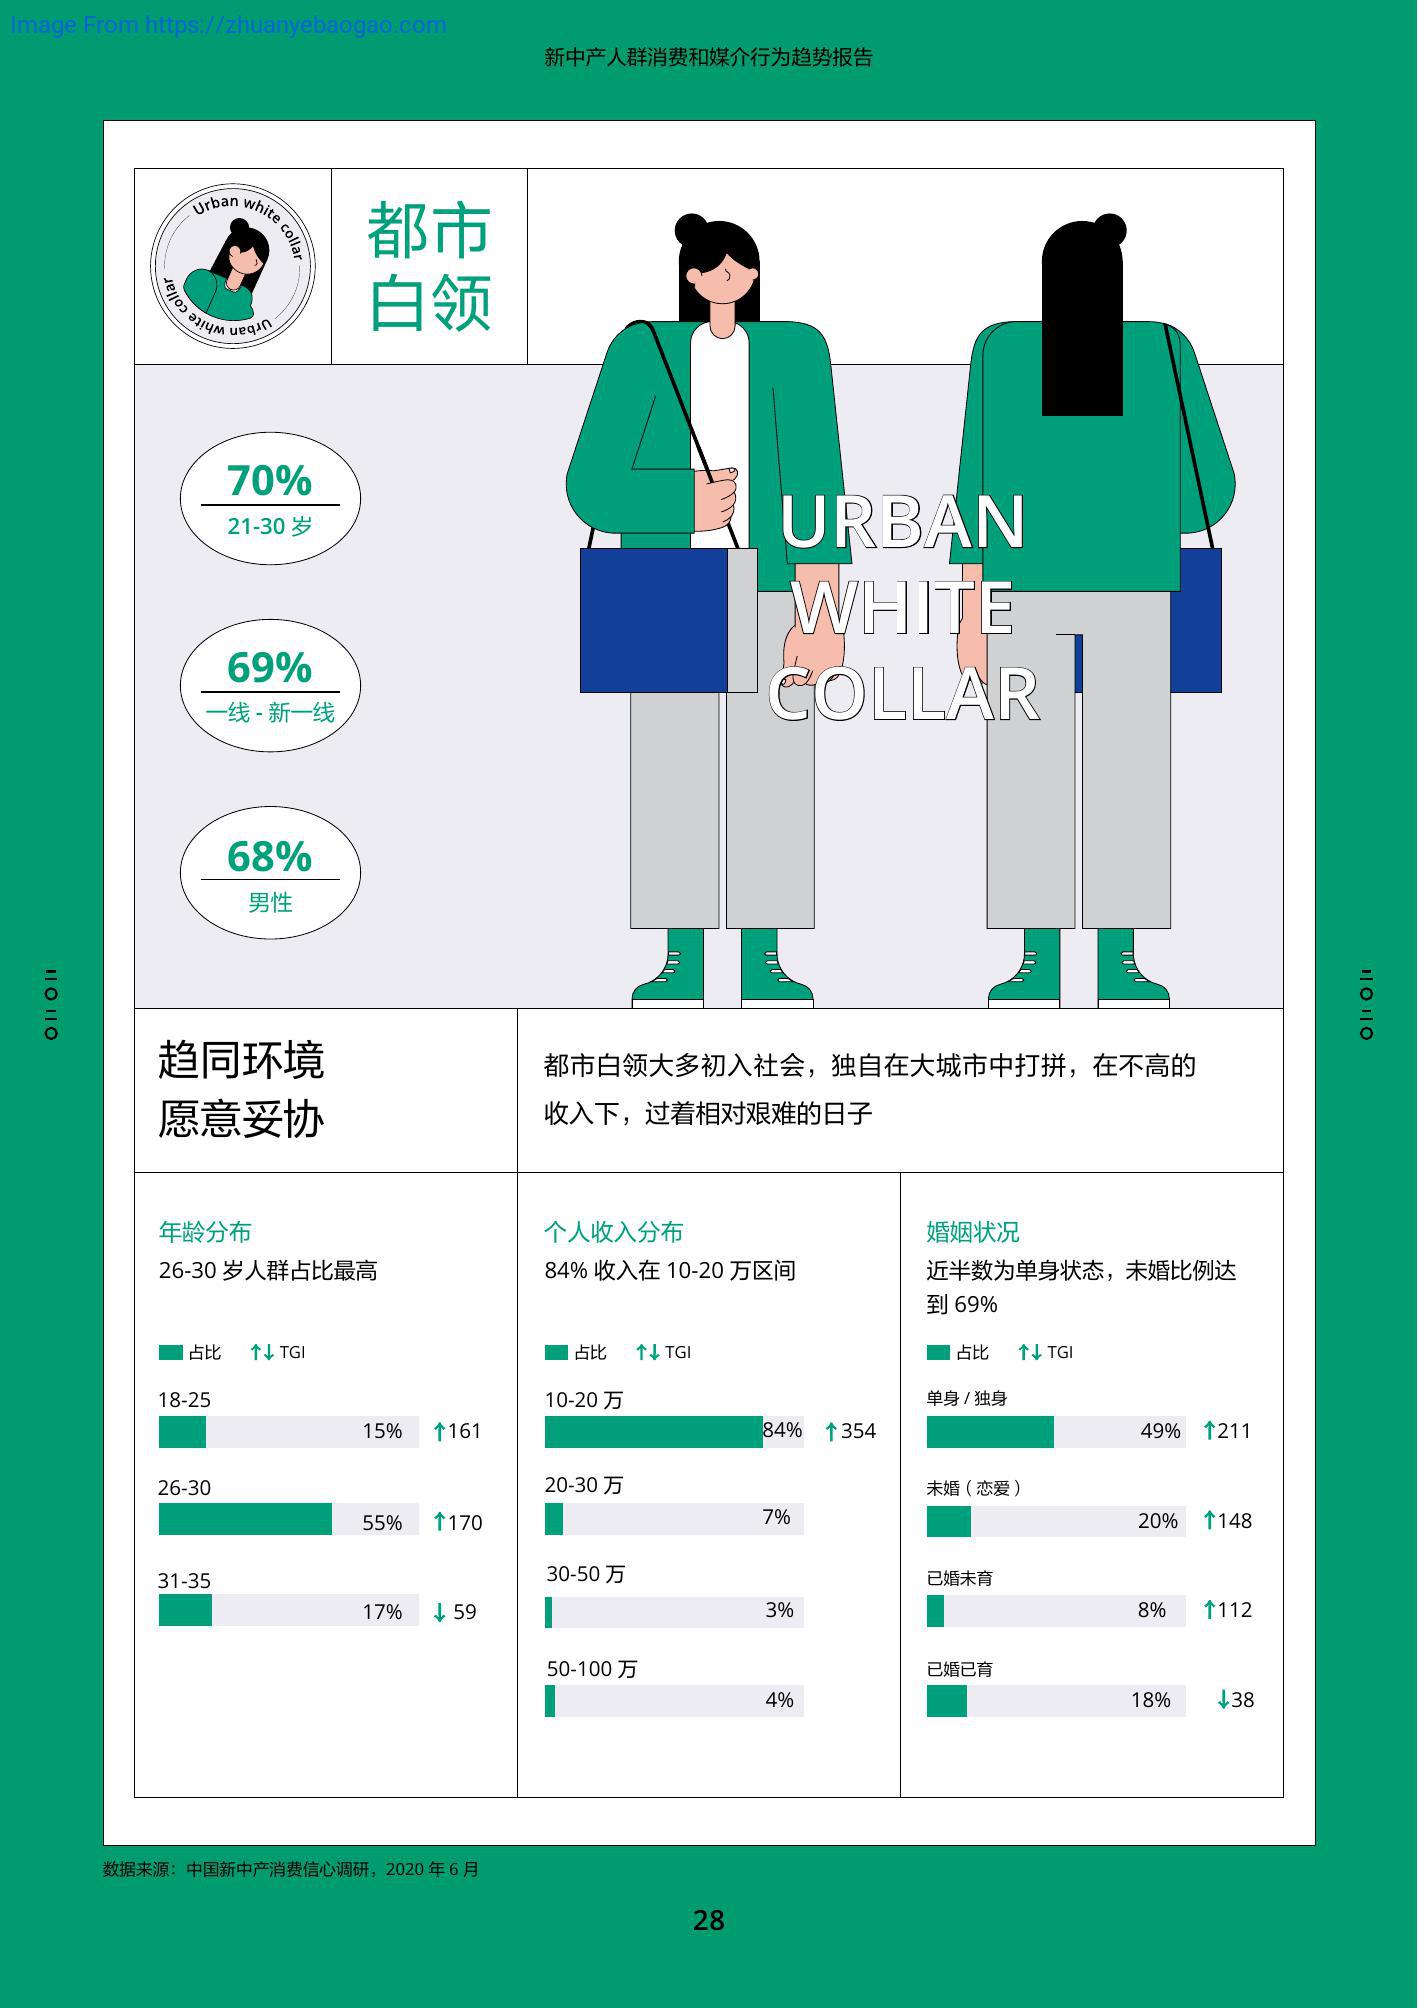 Image From https://zhuanyebaogao.com
新中产人群消费和媒介行为趋势报告
Urban white collar
Urban white collar
都市
白领
70%
21-30 岁
69%
一线 - 新一线
68%
男性
URBAN
WHITE
COLLAR
趋同环境
愿意妥协
都市白领大多初入社会，独自在大城市中打拼，在不高的
收入下，过着相对艰难的日子
年龄分布
26-30 岁人群占比最高
占比 ↑↓ TGI
18-25
15% ↑161
26-30
55% ↑170
31-35
17% ↓ 59
个人收入分布
84% 收入在 10-20 万区间
占比 ↑↓ TGI
10-20 万
84% ↑354
20-30 万
7%
30-50 万
3%
50-100 万
4%
婚姻状况
近半数为单身状态，未婚比例达
到 69%
占比 ↑↓ TGI
单身 / 独身
49% ↑211
未婚（恋爱）
20% ↑148
已婚未育
8% ↑112
已婚已育
18% ↓38
数据来源：中国新中产消费信心调研，2020 年 6 月
28